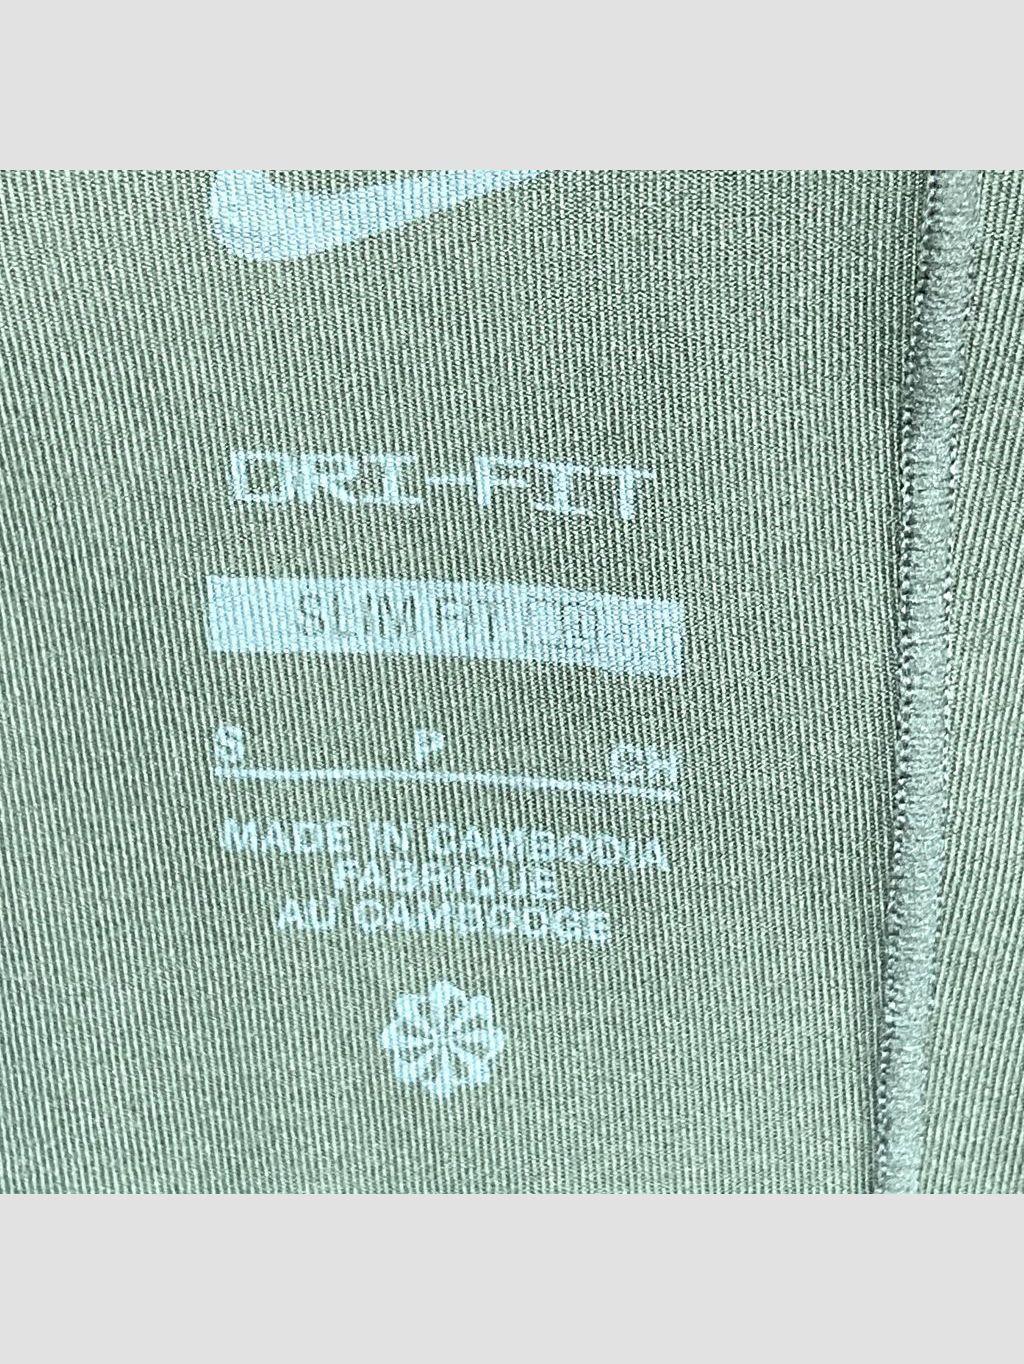 DRI-FIT
SLIM FIT
S P CH
MADE IN CAMBODIA
FABRIQUE
AU CAMBODGE